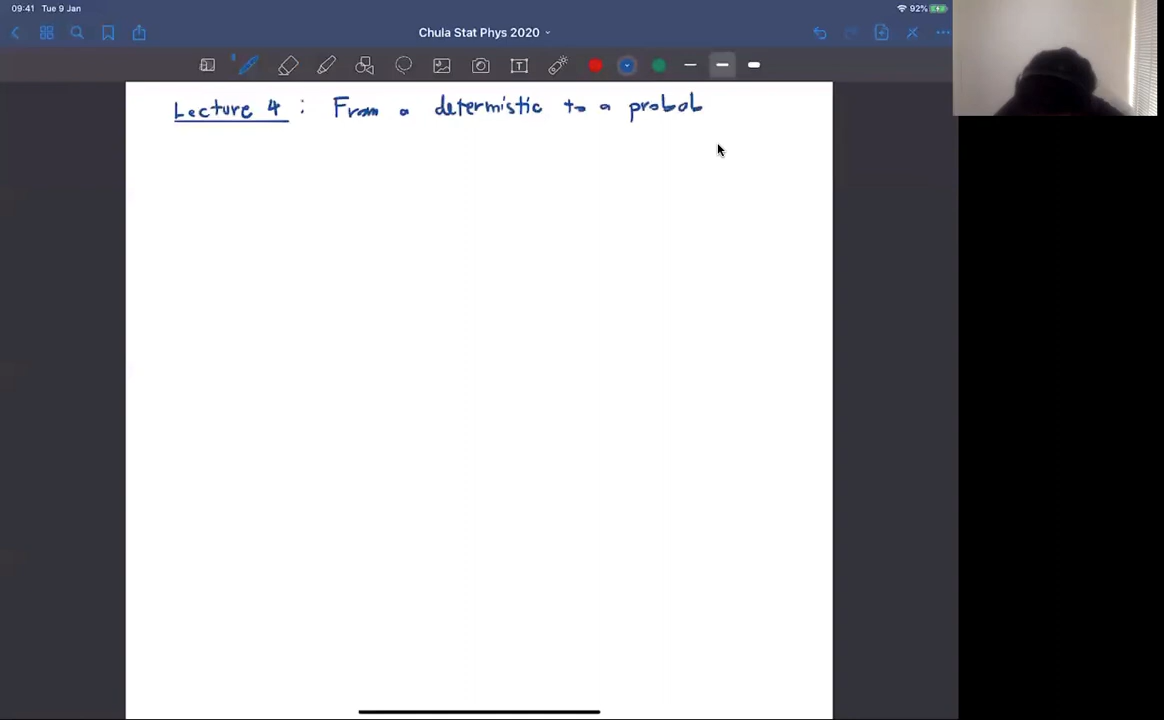 09:41 Tue 9 Jan
92%
Chula Stat Phys 2020
T
Lecture 4 : From a determistic to a probab